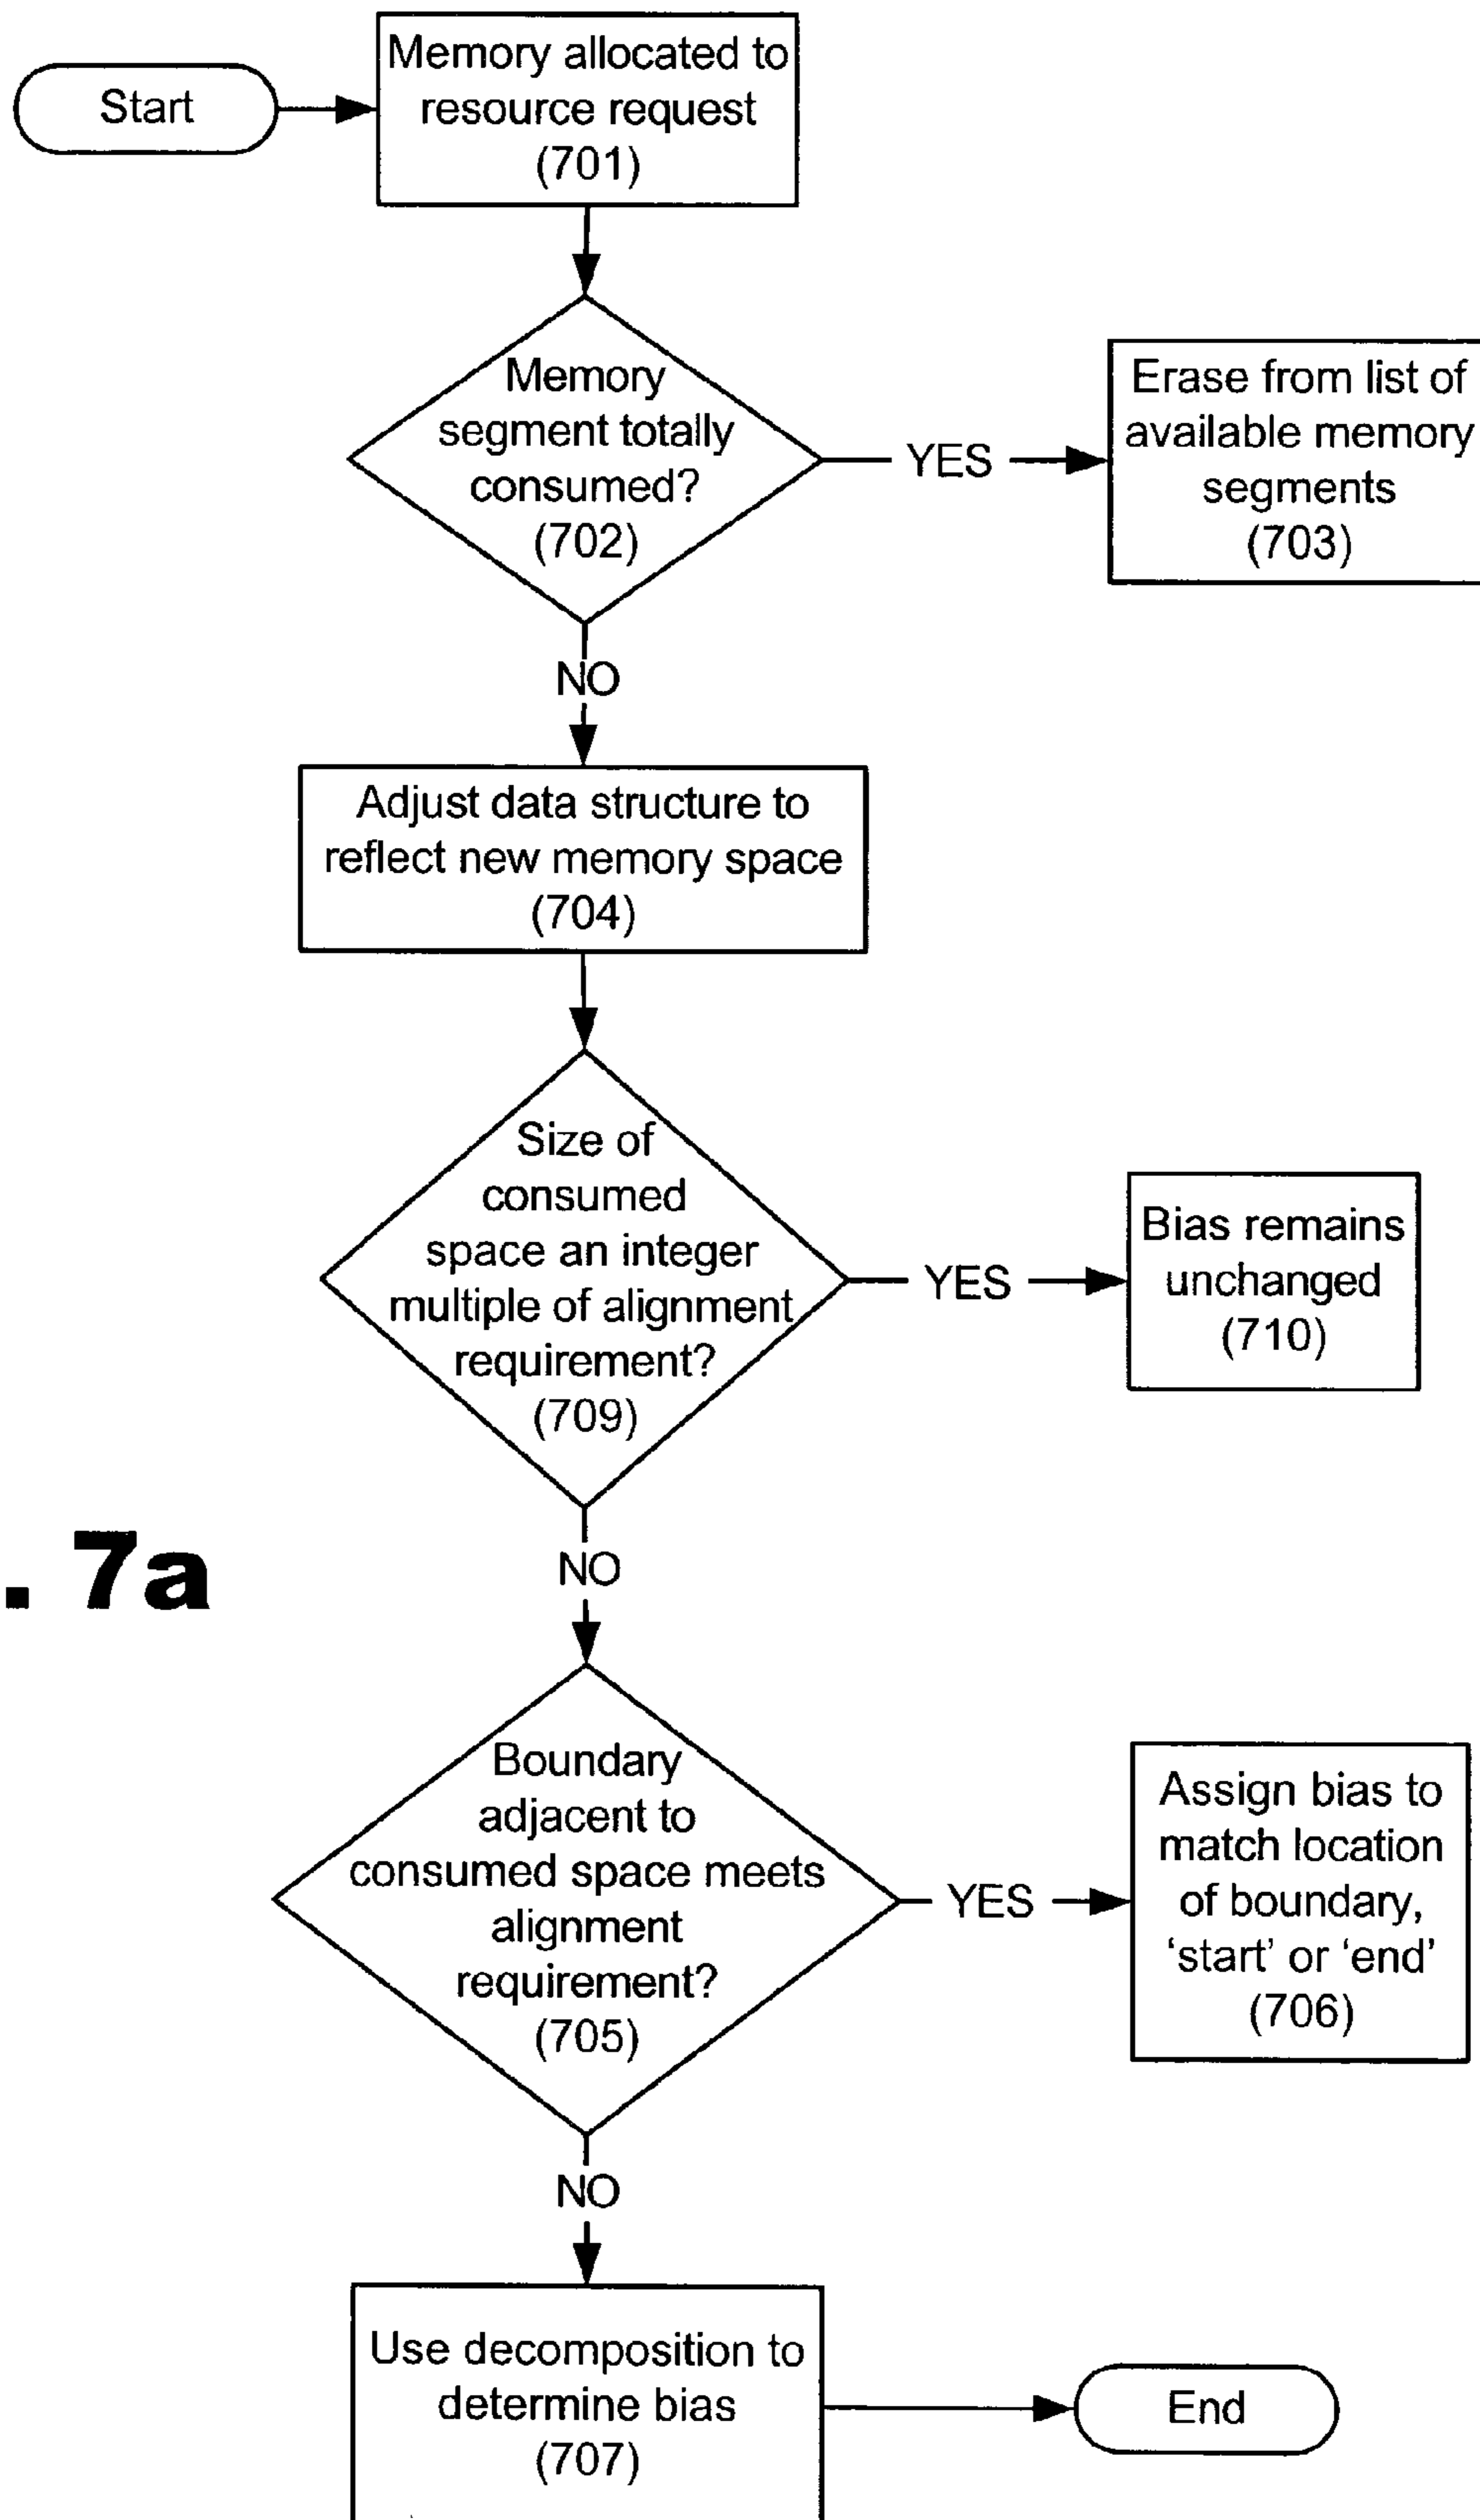 Start
Memory allocated to
resource request
(701)
Memory
segment totally
consumed?
(702)
YES
Erase from list of
available memory
segments
(703)
NO
Adjust data structure to
reflect new memory space
(704)
Size of
consumed
space an integer
multiple of alignment
requirement?
(709)
YES
Bias remains
unchanged
(710)
. 7a
NO
Boundary
adjacent to
consumed space meets
alignment
requirement?
(705)
YES
Assign bias to
match location
of boundary,
‘start’ or ‘end’
(706)
NO
Use decomposition to
determine bias
(707)
End